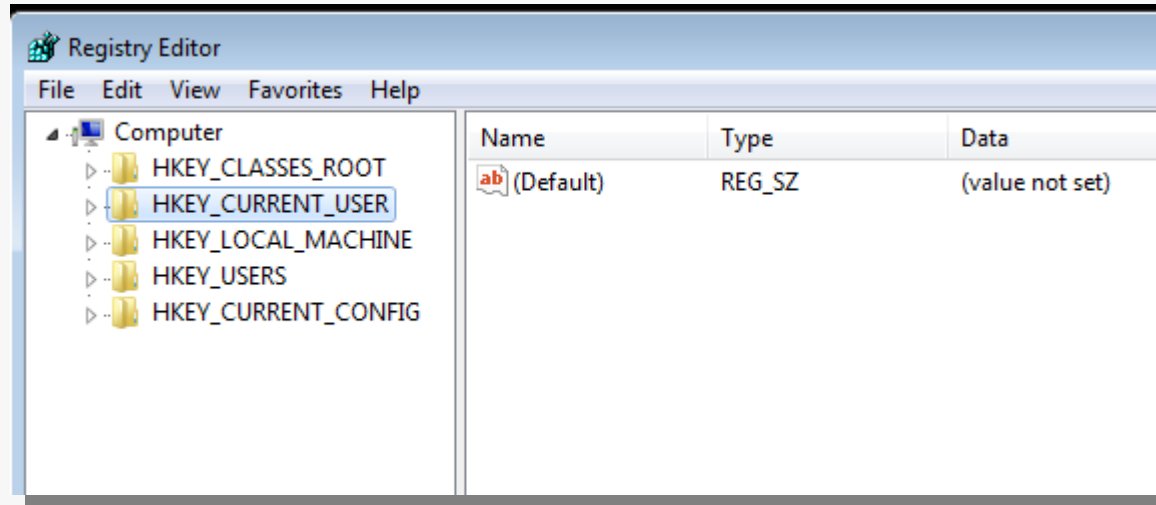 Registry Editor
File Edit View Favorites Help
Computer
HKEY_CLASSES_ROOT
HKEY_CURRENT_USER
HKEY_LOCAL_MACHINE
HKEY_USERS
HKEY_CURRENT_CONFIG
Name Type Data
ab (Default) REG_SZ (value not set)